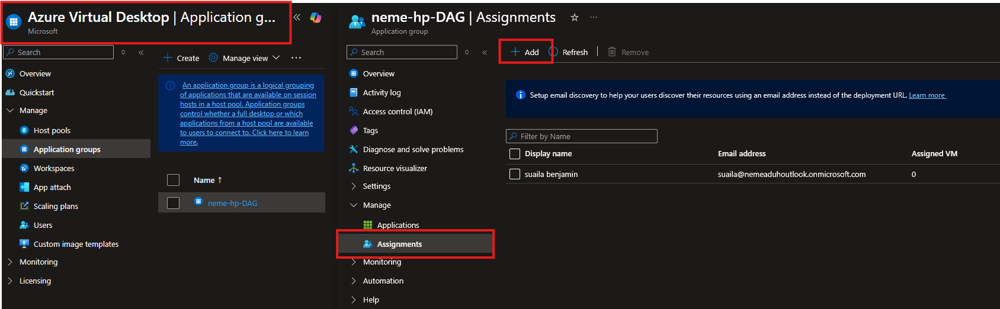 Azure Virtual Desktop | Application g...
Microsoft
Search
Overview
Quickstart
Manage
Host pools
Application groups
Workspaces
App attach
Scaling plans
Users
Custom image templates
Monitoring
Licensing
Create
Manage view
An application group is a logical grouping
of applications that are available on session
hosts in a host pool. Application groups
control whether a full desktop or which
applications from a host pool are available
to users to connect to. Click here to learn
more.
Name ↑
neme-hp-DAG
neme-hp-DAG | Assignments
Application group
Search
Overview
Activity log
Access control (IAM)
Tags
Diagnose and solve problems
Resource visualizer
Settings
Manage
Applications
Assignments
Monitoring
Automation
Help
Add
Refresh
Remove
Setup email discovery to help your users discover their resources using an email address instead of the deployment URL. Learn more
Filter by Name
Display name Email address Assigned VM
suaila benjamin suaila@nemeaduhoutlook.onmicrosoft.com 0